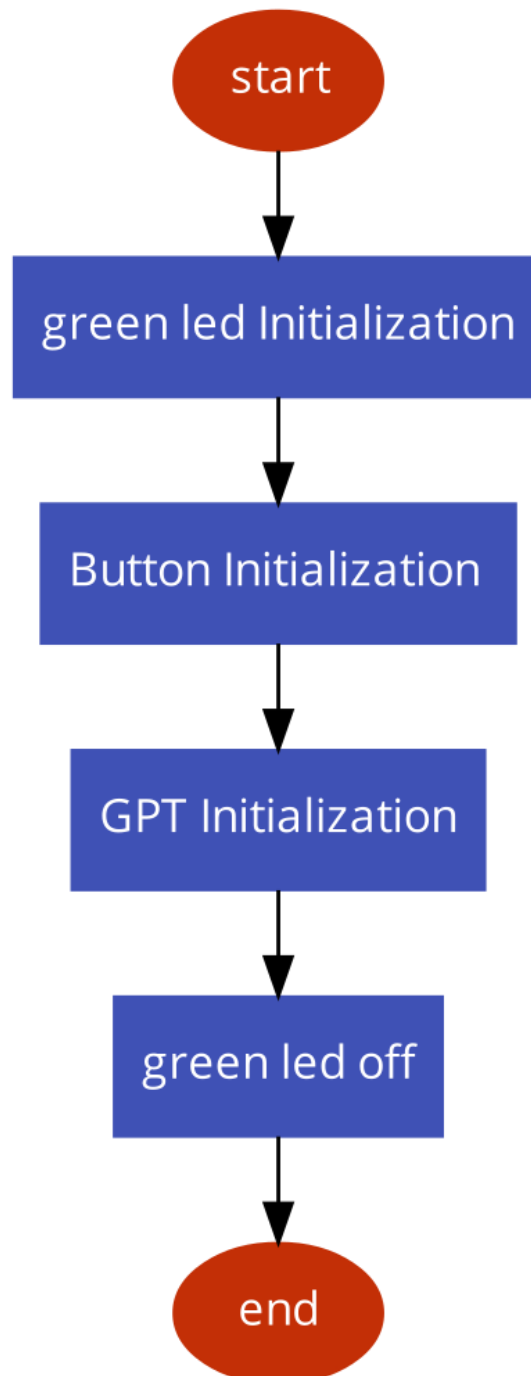 start
green led Initialization
Button Initialization
GPT Initialization
green led off
end